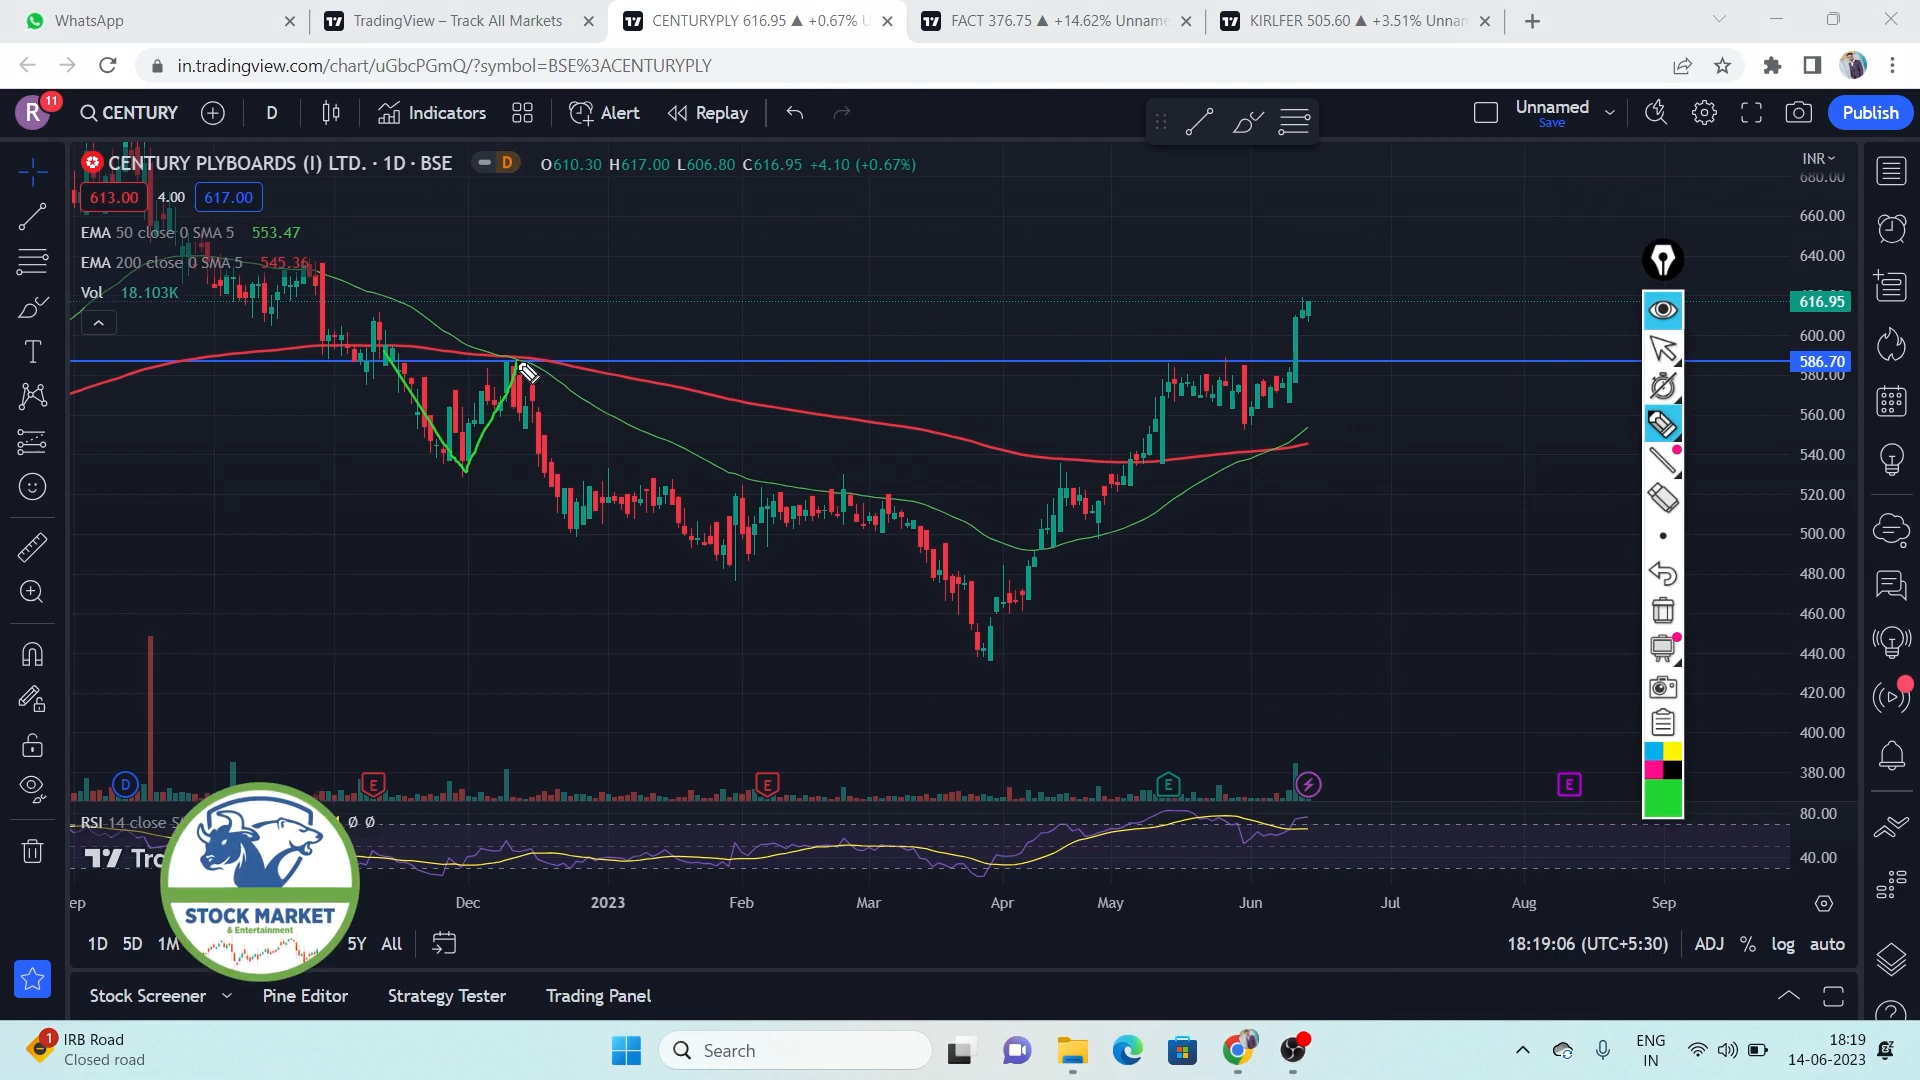 WhatsApp
TradingView – Track All Markets
CENTURYPLY 616.95 ▲ +0.67% U
FACT 376.75 ▲ +14.62% Unname
KIRLFER 505.60 ▲ +3.51% Unnan
in.tradingview.com/chart/uGbcPGmQ/?symbol=BSE%3ACENTURYPLY
R
11
CENTURY
D
Indicators
Alert
Replay
Unnamed
Save
Publish
CENTURY PLYBOARDS (I) LTD. · 1D · BSE
D
O610.30 H617.00 L606.80 C616.95 +4.10 (+0.67%)
613.00
4.00
617.00
EMA 50 close 0 SMA 5 553.47
EMA 200 close 0 SMA 5 545.36
Vol 18.103K
INR
680.00
660.00
640.00
616.95
600.00
586.70
580.00
560.00
540.00
520.00
500.00
480.00
460.00
440.00
420.00
400.00
380.00
80.00
40.00
D
E
E
E
E
RSI 14 close
STOCK MARKET
& Entertainment
ep
Dec
2023
Feb
Mar
Apr
May
Jun
Jul
Aug
Sep
1D
5D
1M
5Y
All
18:19:06 (UTC+5:30)
ADJ
%
log
auto
Stock Screener
Pine Editor
Strategy Tester
Trading Panel
1
IRB Road
Closed road
Search
ENG
IN
18:19
14-06-2023